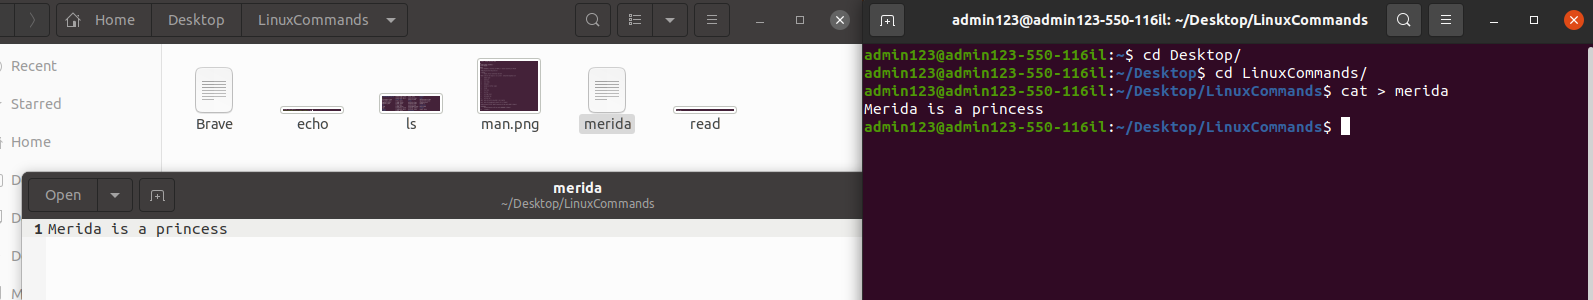 Home Desktop LinuxCommands
Recent
Starred
Home
Brave echo ls man.png merida read
Open
merida
~/Desktop/LinuxCommands
1 Merida is a princess
admin123@admin123-550-116il: ~/Desktop/LinuxCommands
admin123@admin123-550-116il:~$ cd Desktop/
admin123@admin123-550-116il:~/Desktop$ cd LinuxCommands/
admin123@admin123-550-116il:~/Desktop/LinuxCommands$ cat > merida
Merida is a princess
admin123@admin123-550-116il:~/Desktop/LinuxCommands$